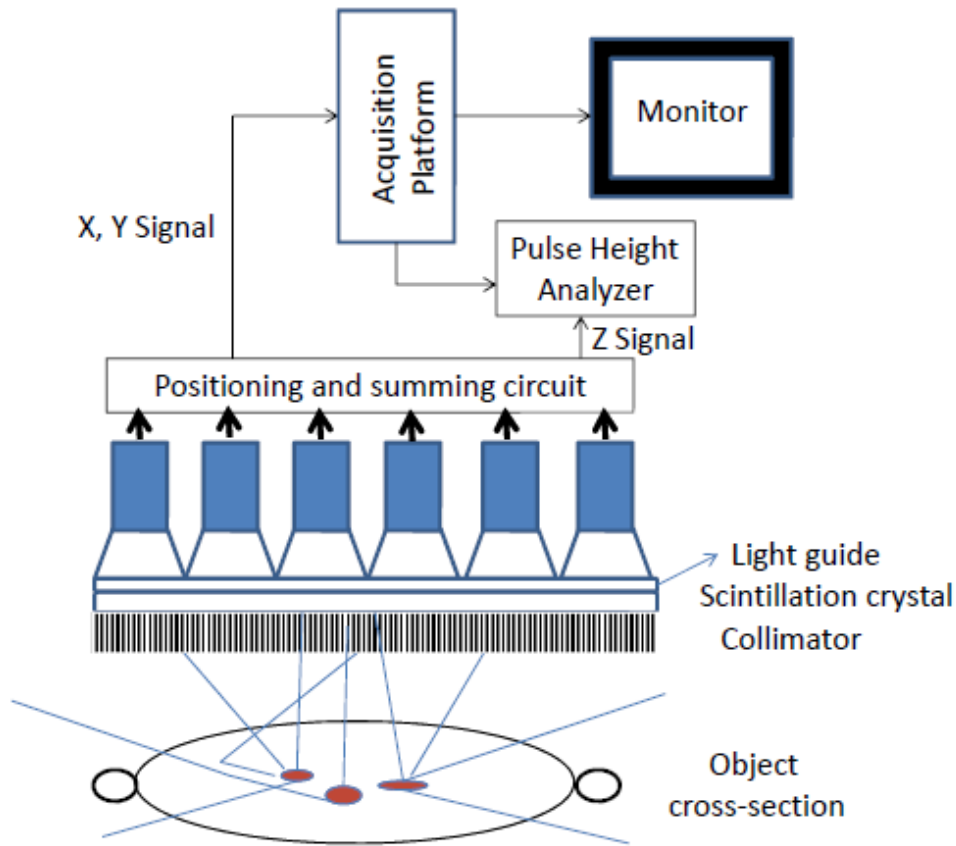 Acquisition
Platform
Monitor
X, Y Signal
Pulse Height
Analyzer
Z Signal
Positioning and summing circuit
Light guide
Scintillation crystal
Collimator
Object
cross-section